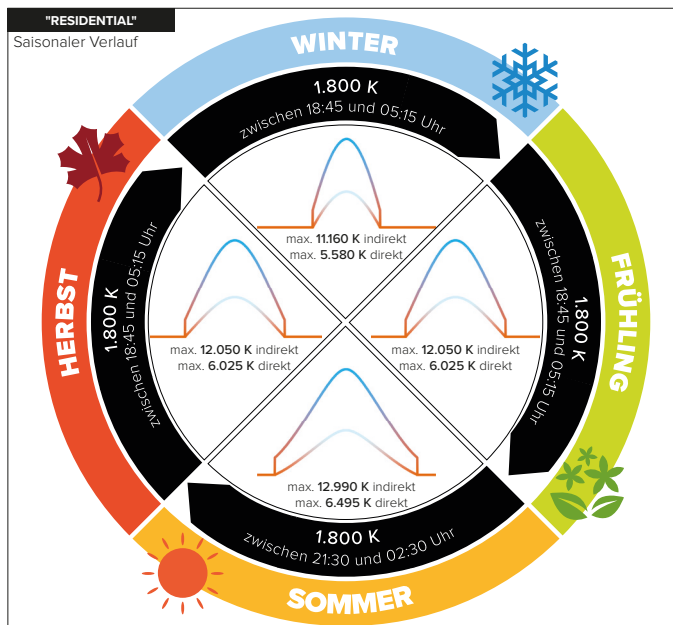 "RESIDENTIAL"
Saisonaler Verlauf
WINTER
1.800 K
zwischen 18:45 und 05:15 Uhr
max. 11.160 K indirekt
max. 5.580 K direkt
FRÜHLING
1.800 K
zwischen 18:45 und 05:15 Uhr
max. 12.050 K indirekt
max. 6.025 K direkt
SOMMER
1.800 K
zwischen 21:30 und 02:30 Uhr
max. 12.990 K indirekt
max. 6.495 K direkt
HERBST
1.800 K
zwischen 18:45 und 05:15 Uhr
max. 12.050 K indirekt
max. 6.025 K direkt